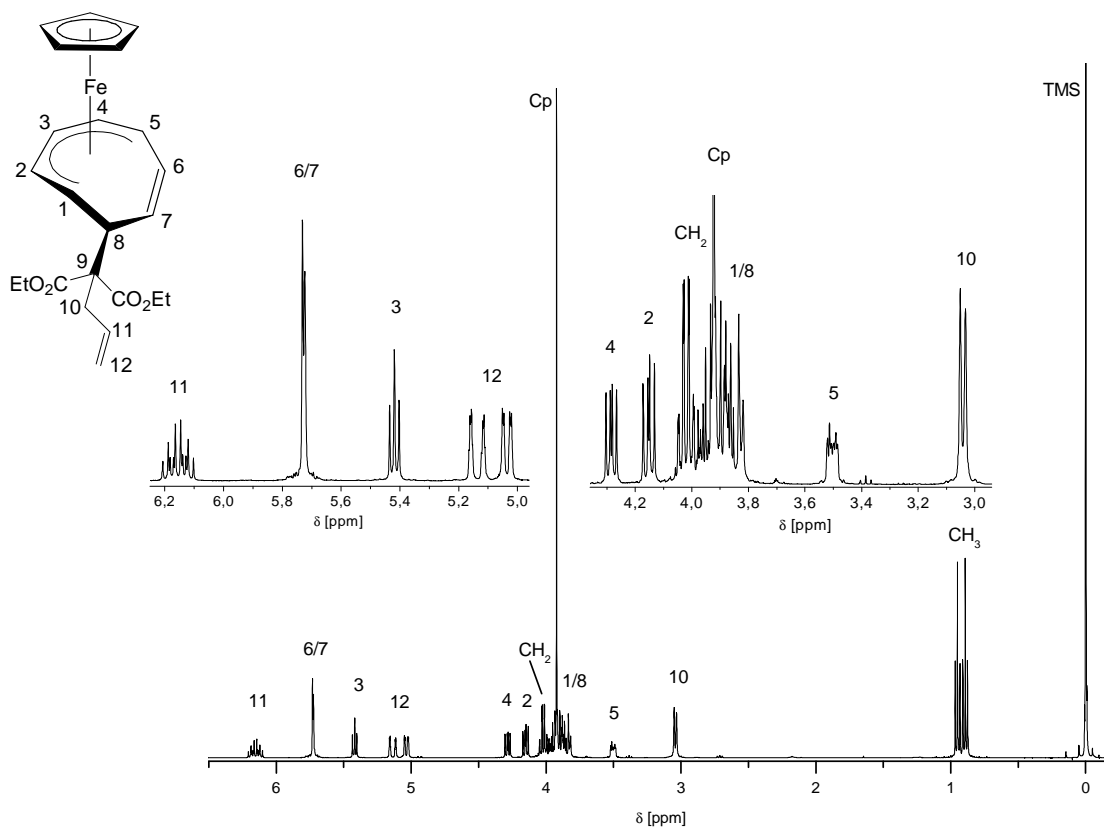 Fe
4
3
5
2
6
1
7
8
9
EtO₂C
CO₂Et
10
11
12
Cp
TMS
6/7
3
12
11
6,2 6,0 5,8 5,6 5,4 5,2 5,0
δ [ppm]
Cp
CH₂
1/8
10
2
4
5
4,2 4,0 3,8 3,6 3,4 3,2 3,0
δ [ppm]
CH₃
6/7
CH₂
3
11
12
4 2
1/8
10
5
6 5 4 3 2 1 0
δ [ppm]